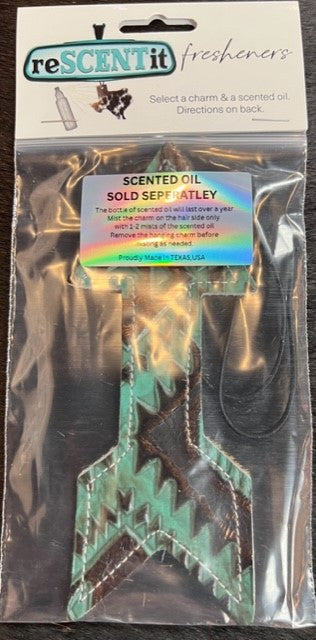 reSCENTit fresheners
Select a charm & a scented oil.
Directions on back.
SCENTED OIL
SOLD SEPERATLEY
The bottle of scented oil will last over a year.
Mist the charm on the hair side only
with 1-2 mists of the scented oil.
Remove the hanging charm before
misting as needed.
Proudly Made in TEXAS,USA